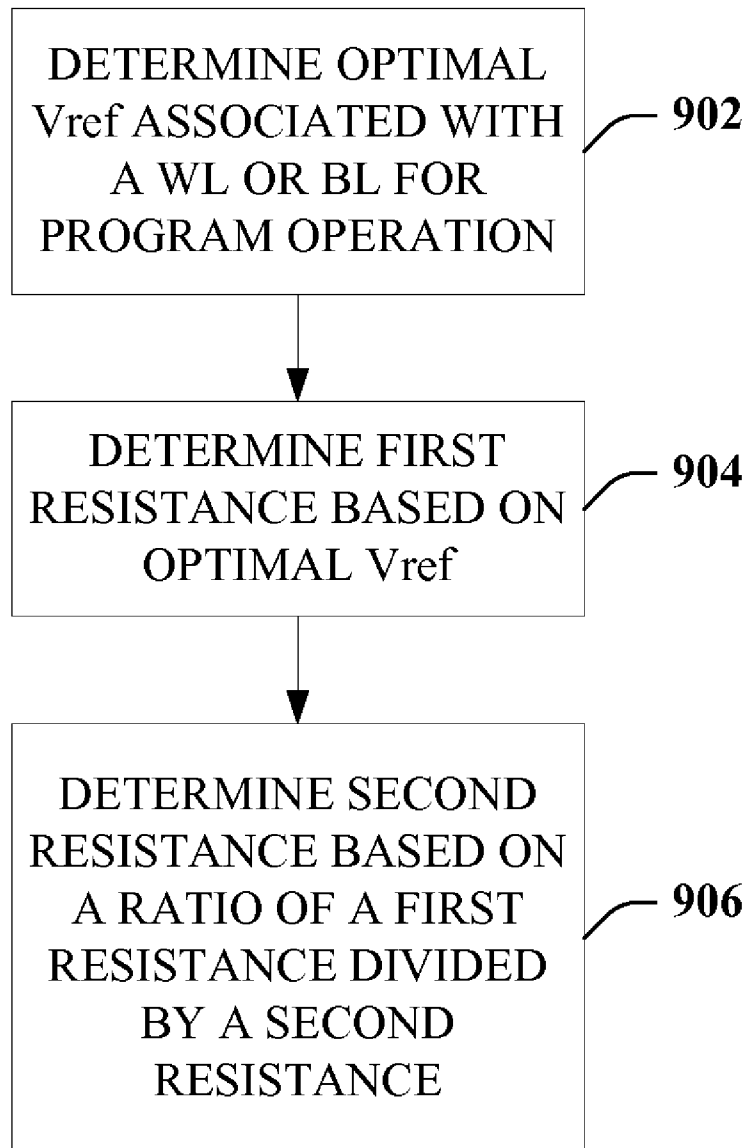 DETERMINE OPTIMAL
Vref ASSOCIATED WITH
A WL OR BL FOR
PROGRAM OPERATION
902
DETERMINE FIRST
RESISTANCE BASED ON
OPTIMAL Vref
904
DETERMINE SECOND
RESISTANCE BASED ON
A RATIO OF A FIRST
RESISTANCE DIVIDED
BY A SECOND
RESISTANCE
906